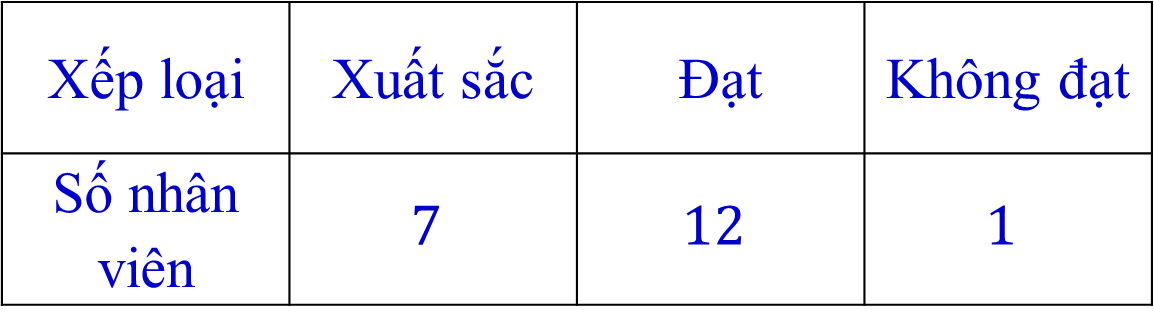 Xếp loại Xuất sắc Đạt Không đạt
Số nhân
viên 7 12 1